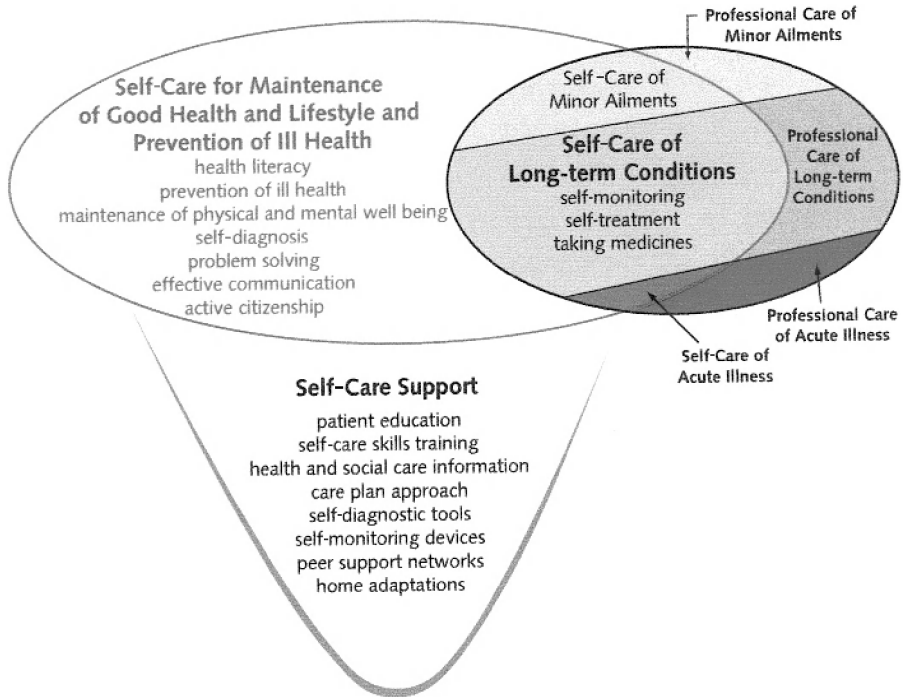 Professional Care of
Minor Ailments
Self-Care for Maintenance
of Good Health and Lifestyle and
Prevention of Ill Health
health literacy
prevention of ill health
maintenance of physical and mental well being
self-diagnosis
problem solving
effective communication
active citizenship
Self-Care of
Minor Ailments
Self-Care of
Long-term Conditions
self-monitoring
self-treatment
taking medicines
Professional
Care of
Long-term
Conditions
Professional Care
of Acute Illness
Self-Care of
Acute Illness
Self-Care Support
patient education
self-care skills training
health and social care information
care plan approach
self-diagnostic tools
self-monitoring devices
peer support networks
home adaptations